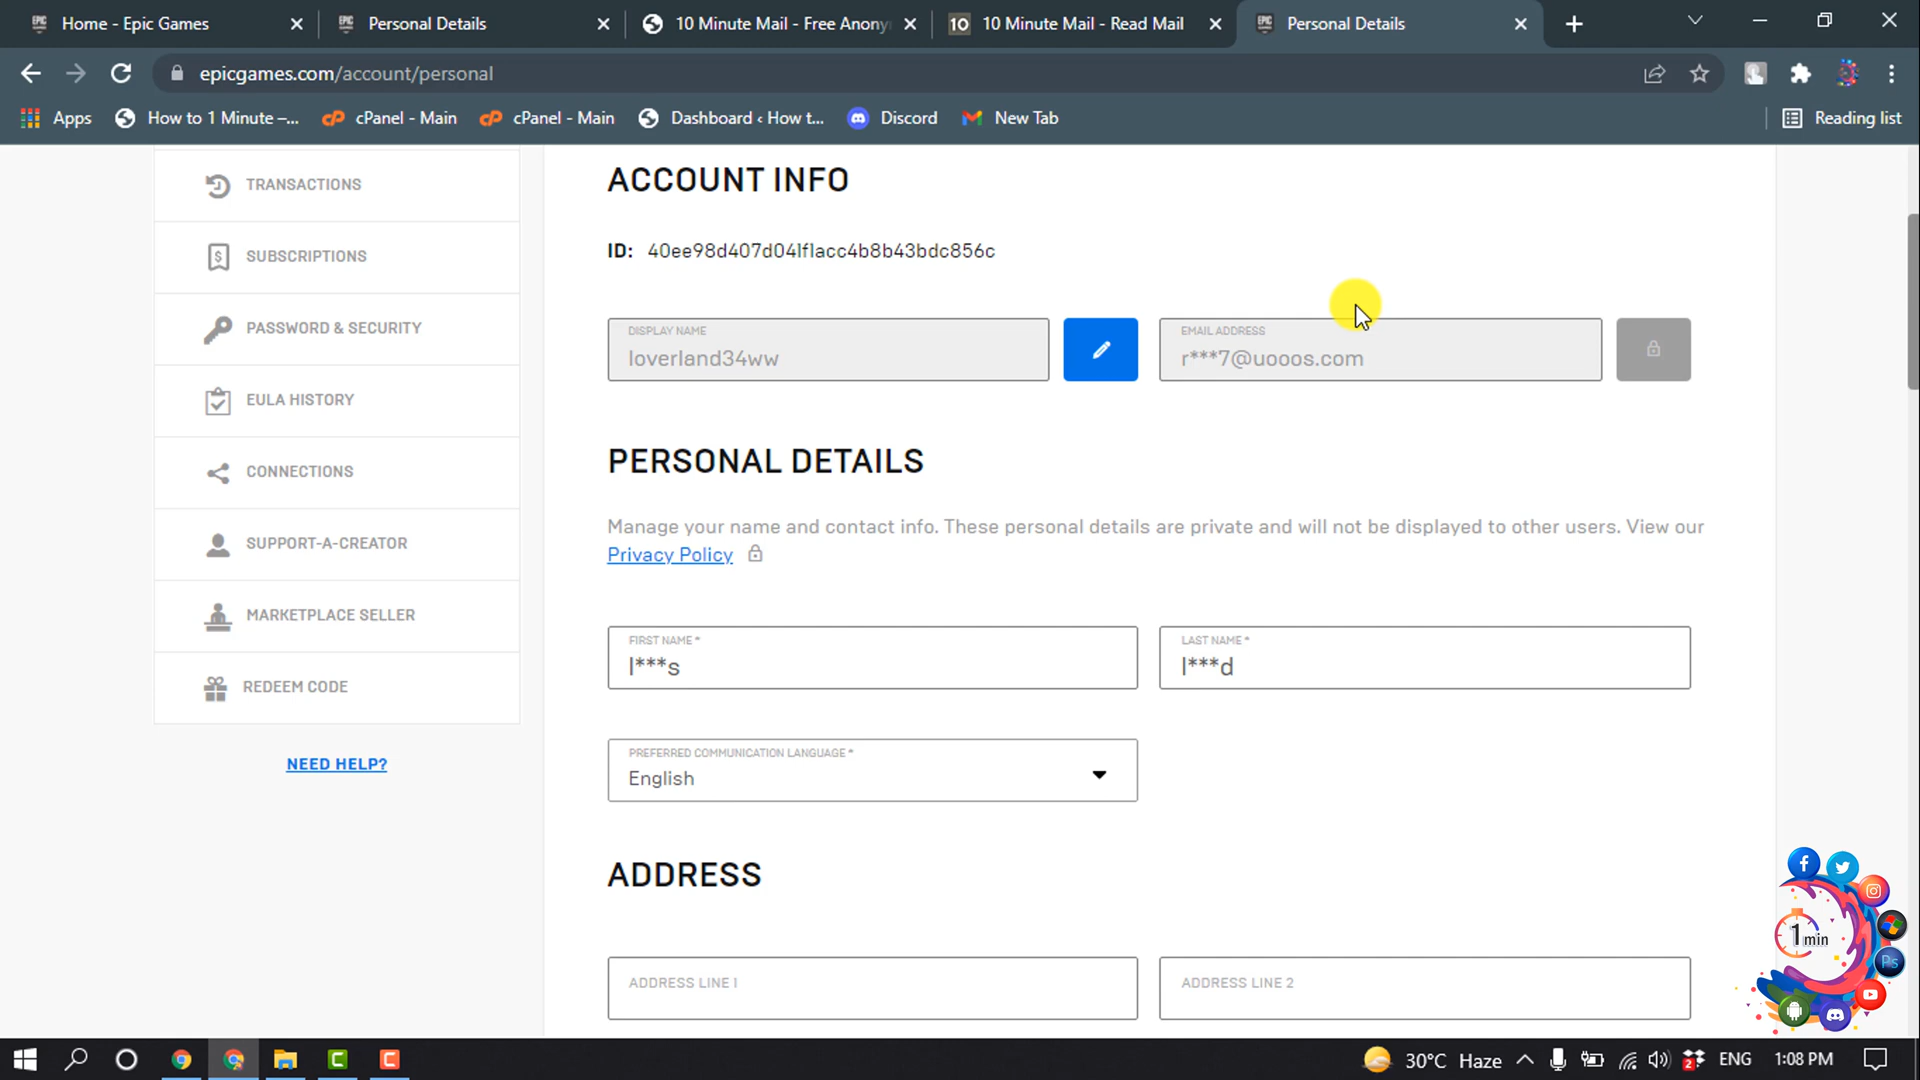 Home - Epic Games
Personal Details
10 Minute Mail - Free Anony
10 10 Minute Mail - Read Mail
Personal Details
epicgames.com/account/personal
Apps
How to 1 Minute –...
cPanel - Main
cPanel - Main
Dashboard ‹ How t...
Discord
New Tab
Reading list
TRANSACTIONS
SUBSCRIPTIONS
PASSWORD & SECURITY
EULA HISTORY
CONNECTIONS
SUPPORT-A-CREATOR
MARKETPLACE SELLER
REDEEM CODE
NEED HELP?
ACCOUNT INFO
ID: 40ee98d407d041f1acc4b8b43bdc856c
DISPLAY NAME
loverland34ww
EMAIL ADDRESS
r***7@uooos.com
PERSONAL DETAILS
Manage your name and contact info. These personal details are private and will not be displayed to other users. View our
Privacy Policy
FIRST NAME *
l***s
LAST NAME *
l***d
PREFERRED COMMUNICATION LANGUAGE *
English
ADDRESS
ADDRESS LINE 1
ADDRESS LINE 2
1min
Ps
30°C Haze
2
ENG
1:08 PM